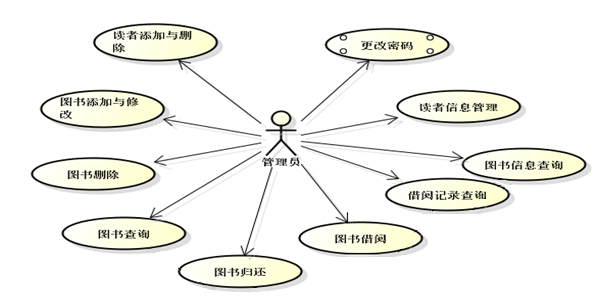 读者添加与删
除
更改密码
图书添加与修
改
读者信息管理
管理员
图书信息查询
图书删除
借阅记录查询
图书查询
图书借阅
图书归还